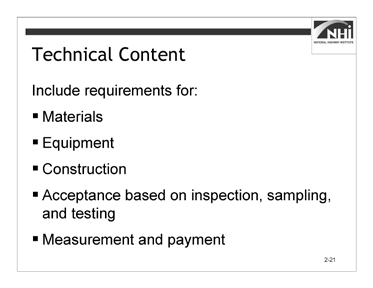 NHI
NATIONAL HIGHWAY INSTITUTE
Technical Content
Include requirements for:
▪ Materials
▪ Equipment
▪ Construction
▪ Acceptance based on inspection, sampling,
and testing
▪ Measurement and payment
2-21